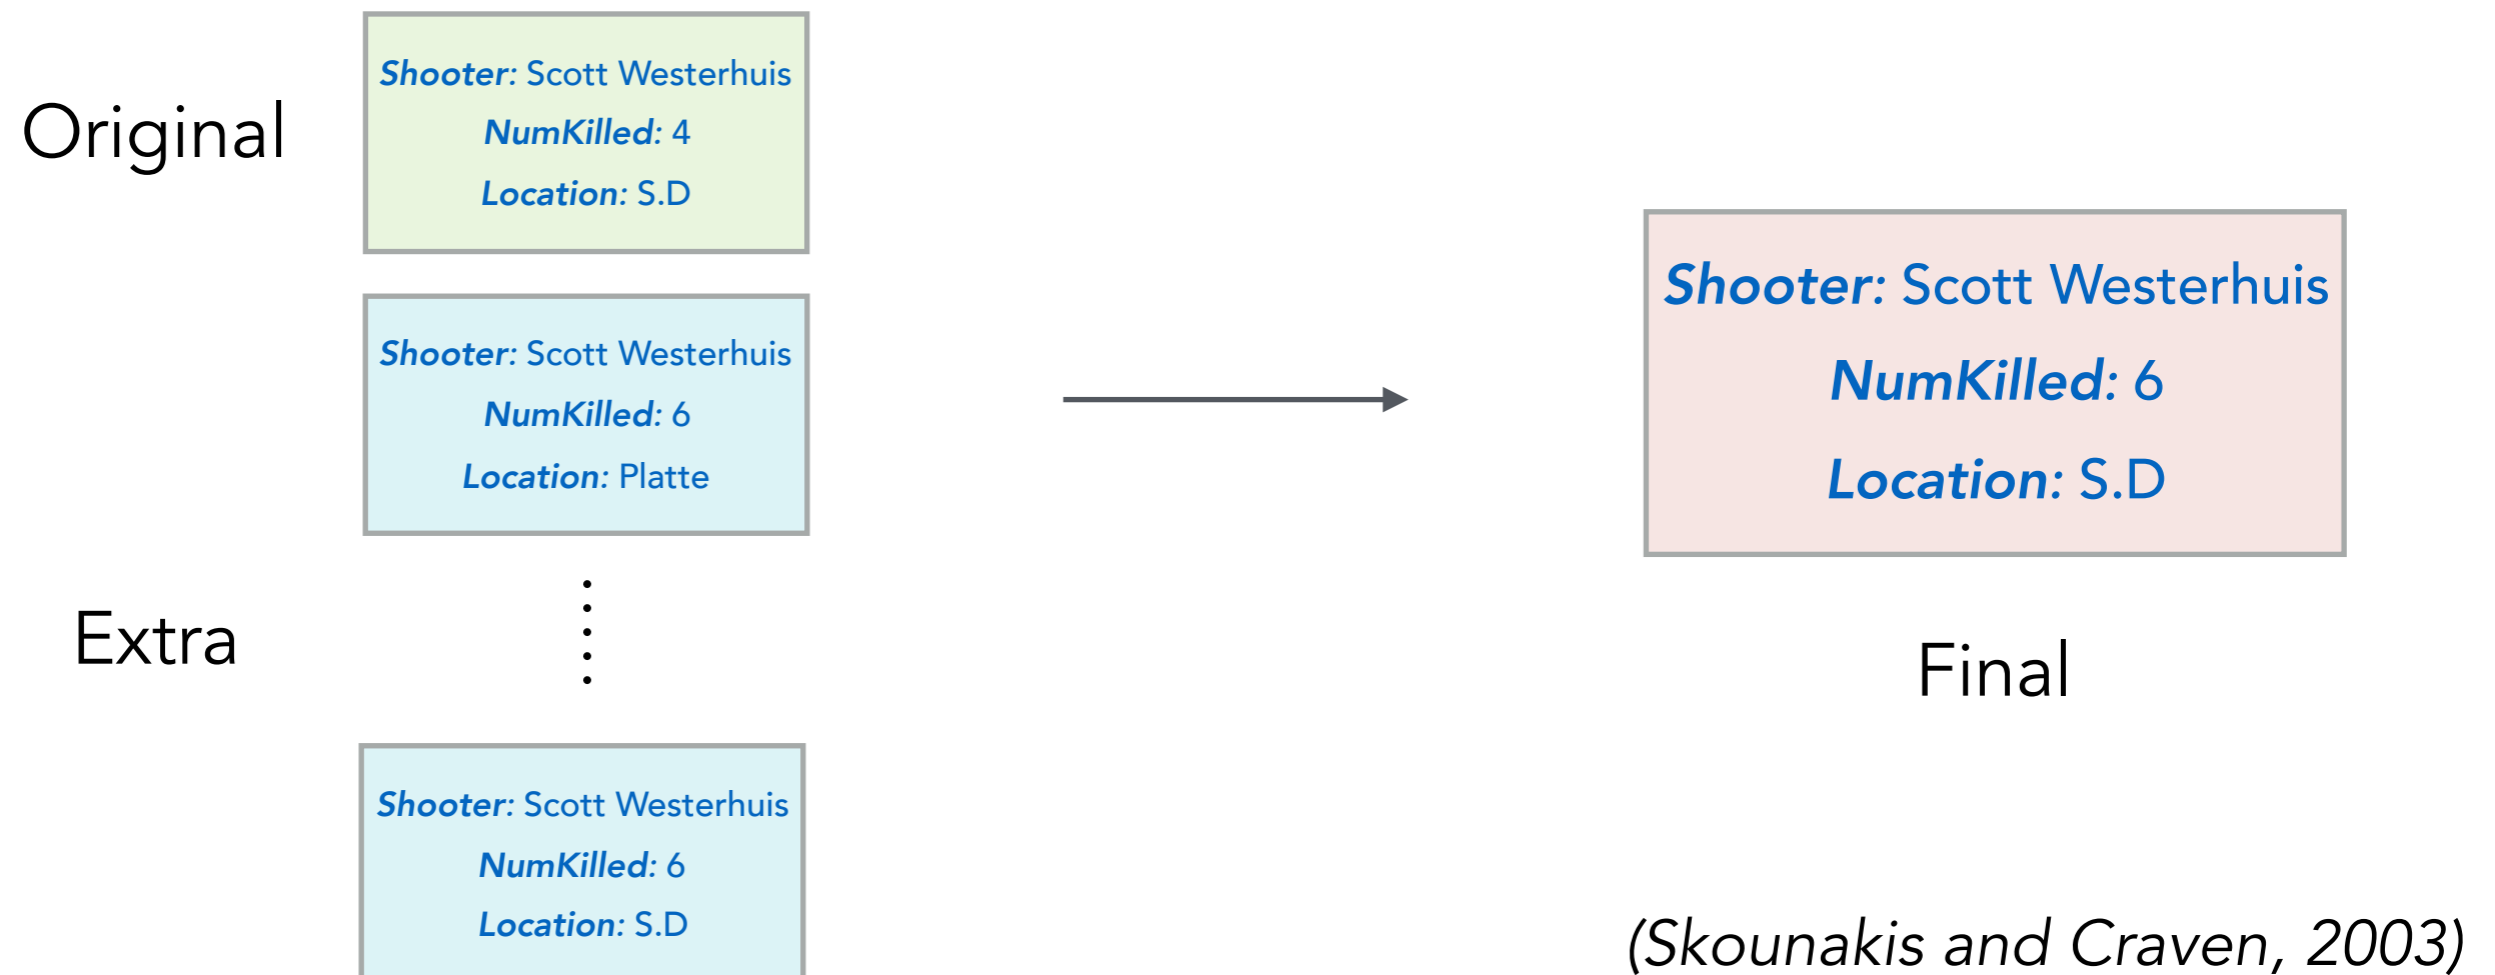 Original
Shooter: Scott Westerhuis
NumKilled: 4
Location: S.D
Shooter: Scott Westerhuis
NumKilled: 6
Location: Platte
Extra
Shooter: Scott Westerhuis
NumKilled: 6
Location: S.D
Shooter: Scott Westerhuis
NumKilled: 6
Location: S.D
Final
(Skounakis and Craven, 2003)